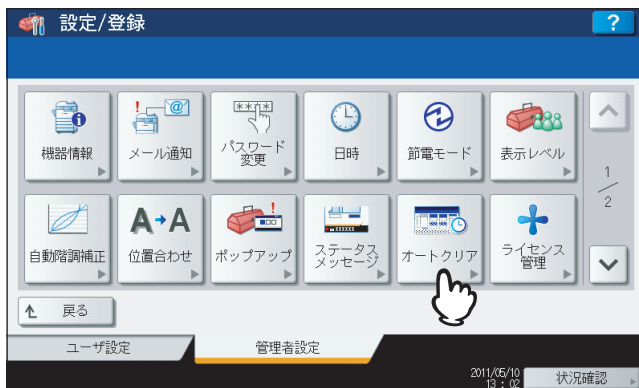 設定/登録
?
機器情報
メール通知
パスワード
変更
日時
節電モード
表示レベル
1
2
自動階調補正
A→A
位置合わせ
ポップアップ
ステータス
メッセージ
オートクリア
ライセンス
管理
戻る
ユーザ設定
管理者設定
2011/05/10
13 : 02
状況確認